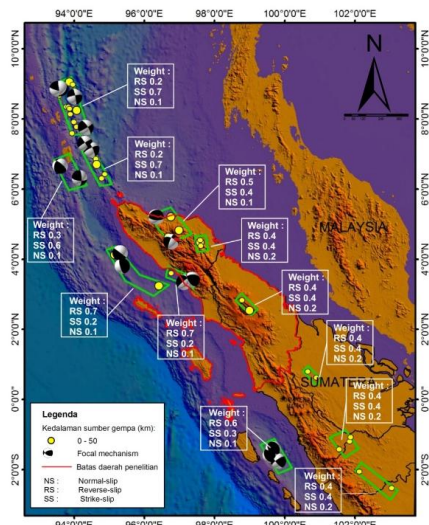 94°0'0"E 96°0'0"E 98°0'0"E 100°0'0"E 102°0'0"E
10°0'0"N
8°0'0"N
6°0'0"N
4°0'0"N
2°0'0"N
0°0'0"
2°0'0"S
N
Weight :
RS 0.2
SS 0.7
NS 0.1
Weight :
RS 0.2
SS 0.7
NS 0.1
Weight :
RS 0.5
SS 0.4
NS 0.1
Weight :
RS 0.3
SS 0.6
NS 0.1
Weight :
RS 0.4
SS 0.4
NS 0.2
MALAYSIA
Weight :
RS 0.7
SS 0.2
NS 0.1
Weight :
RS 0.7
SS 0.2
NS 0.1
Weight :
RS 0.4
SS 0.4
NS 0.2
Weight :
RS 0.4
SS 0.4
NS 0.2
SUMATERA
Weight :
RS 0.4
SS 0.4
NS 0.2
Weight :
RS 0.6
SS 0.3
NS 0.1
Weight :
RS 0.4
SS 0.4
NS 0.2
Legenda
Kedalaman sumber gempa (km):
0 - 50
Focal mechanism
Batas daerah penelitian
NS : Normal-slip
RS : Reverse-slip
SS : Strike-slip
94°0'0"E 96°0'0"E 98°0'0"E 100°0'0"E 102°0'0"E